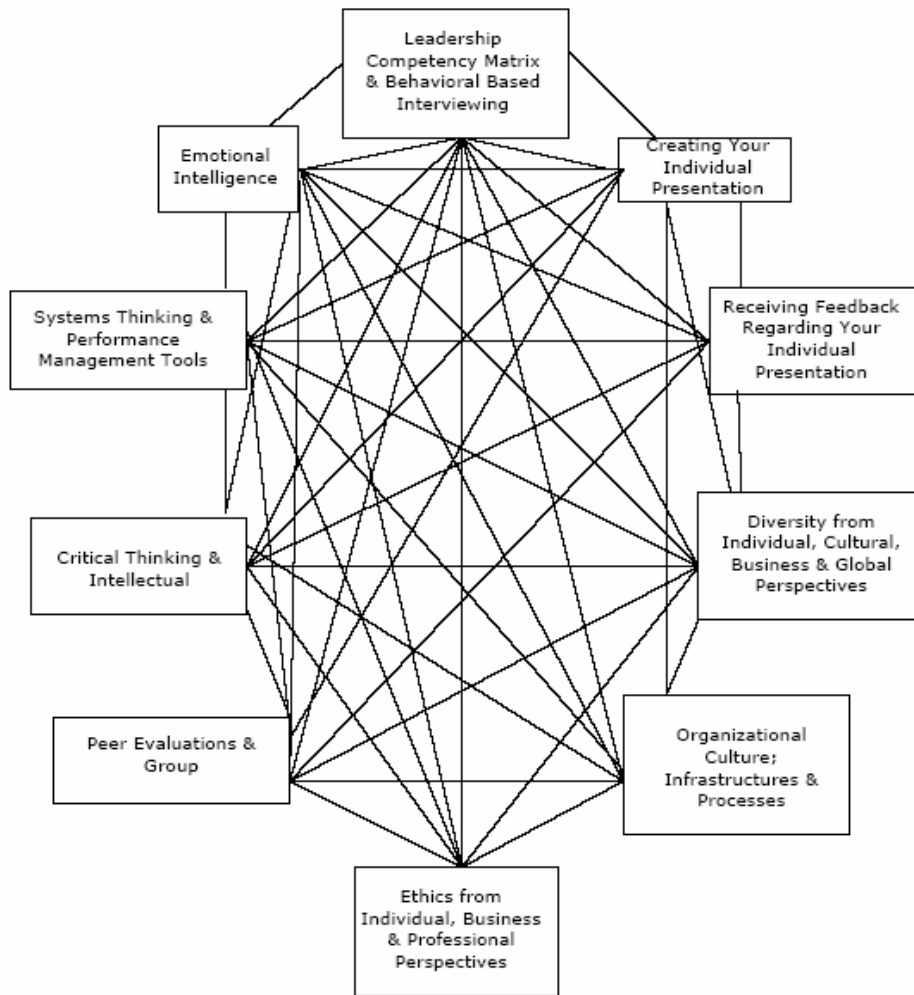 Leadership
Competency Matrix
& Behavioral Based
Interviewing
Emotional
Intelligence
Creating Your
Individual
Presentation
Systems Thinking &
Performance
Management Tools
Receiving Feedback
Regarding Your
Individual
Presentation
Critical Thinking &
Intellectual
Diversity from
Individual, Cultural,
Business & Global
Perspectives
Peer Evaluations &
Group
Organizational
Culture;
Infrastructures &
Processes
Ethics from
Individual, Business
& Professional
Perspectives